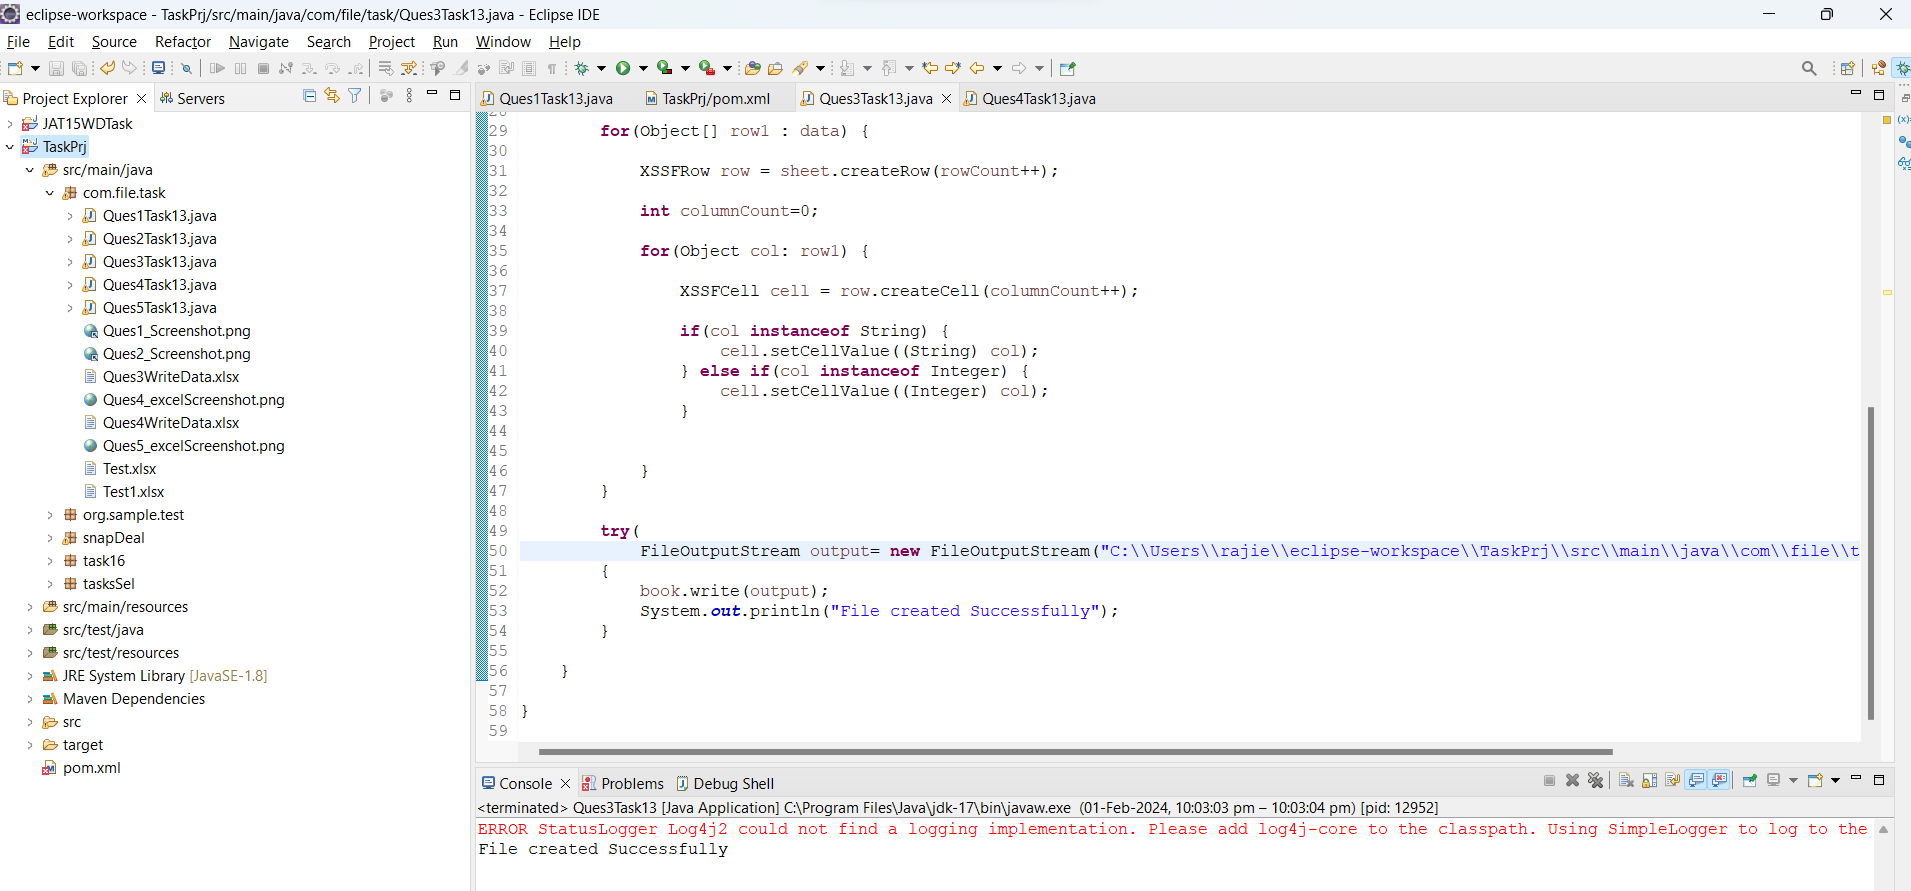 eclipse-workspace - TaskPrj/src/main/java/com/file/task/Ques3Task13.java - Eclipse IDE
File Edit Source Refactor Navigate Search Project Run Window Help
Project Explorer Servers
JAT15WDTask
TaskPrj
src/main/java
com.file.task
Ques1Task13.java
Ques2Task13.java
Ques3Task13.java
Ques4Task13.java
Ques5Task13.java
Ques1_Screenshot.png
Ques2_Screenshot.png
Ques3WriteData.xlsx
Ques4_excelScreenshot.png
Ques4WriteData.xlsx
Ques5_excelScreenshot.png
Test.xlsx
Test1.xlsx
org.sample.test
snapDeal
task16
tasksSel
src/main/resources
src/test/java
src/test/resources
JRE System Library [JavaSE-1.8]
Maven Dependencies
src
target
pom.xml
Ques1Task13.java TaskPrj/pom.xml Ques3Task13.java Ques4Task13.java
29 for(Object[] row1 : data) {
30
31 XSSFRow row = sheet.createRow(rowCount++);
32
33 int columnCount=0;
34
35 for(Object col: row1) {
36
37 XSSFCell cell = row.createCell(columnCount++);
38
39 if(col instanceof String) {
40 cell.setCellValue((String) col);
41 } else if(col instanceof Integer) {
42 cell.setCellValue((Integer) col);
43 }
44
45
46 }
47 }
48
49 try(
50 FileOutputStream output= new FileOutputStream("C:\\Users\\rajie\\eclipse-workspace\\TaskPrj\\src\\main\\java\\com\\file\\t
51 {
52 book.write(output);
53 System.out.println("File created Successfully");
54 }
55
56 }
57
58 }
59
Console Problems Debug Shell
<terminated> Ques3Task13 [Java Application] C:\Program Files\Java\jdk-17\bin\javaw.exe (01-Feb-2024, 10:03:03 pm – 10:03:04 pm) [pid: 12952]
ERROR StatusLogger Log4j2 could not find a logging implementation. Please add log4j-core to the classpath. Using SimpleLogger to log to the
File created Successfully